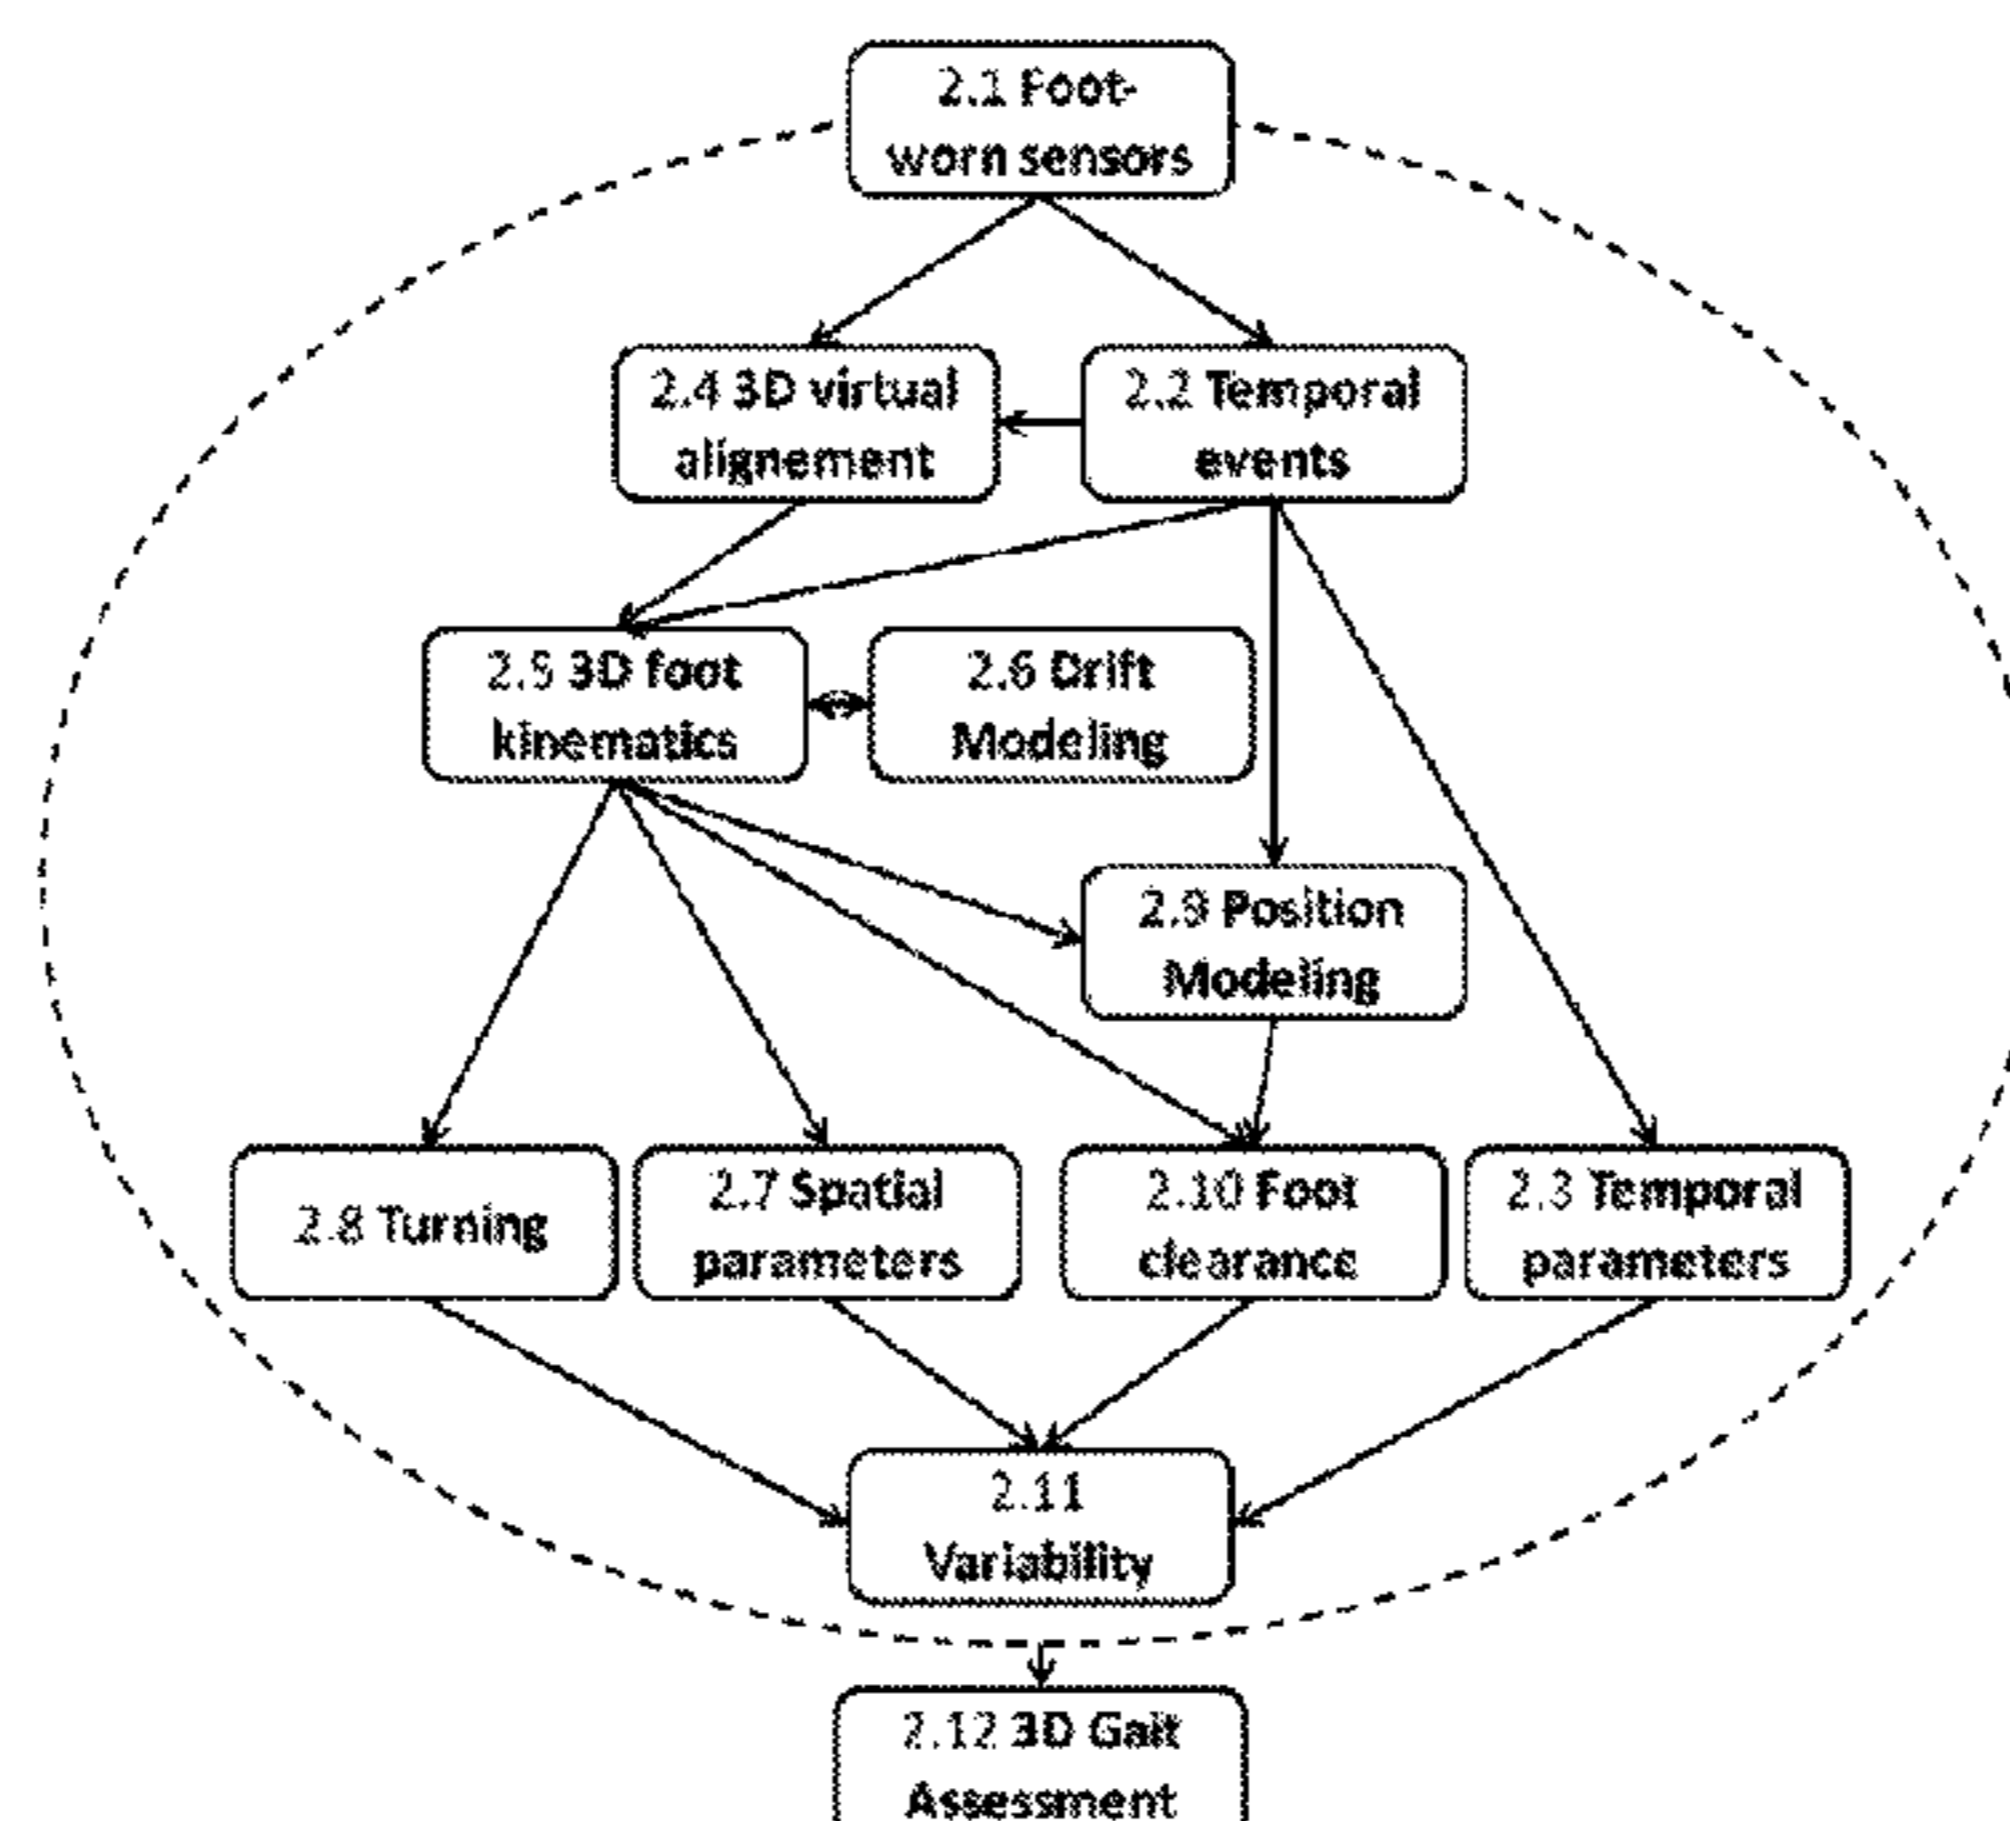 2.1 Foot-
worn sensors
2.4 3D virtual
alignement
2.2 Temporal
events
2.5 3D foot
kinematics
2.6 Drift
Modeling
2.9 Position
Modeling
2.8 Turning
2.7 Spatial
parameters
2.10 Foot
clearance
2.3 Temporal
parameters
2.11
Variability
2.12 3D Gait
Assessment